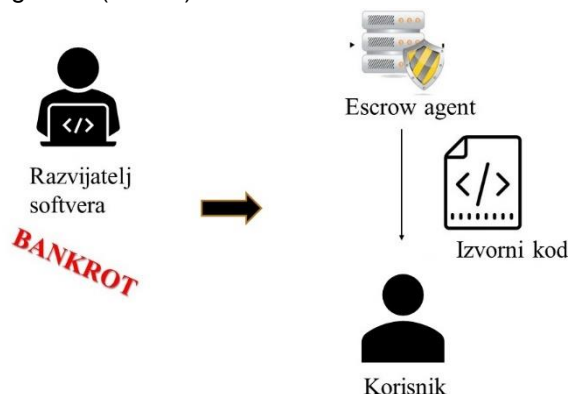 Escrow agent
</>
Razvijatelj
softvera
BANKROT
</>
Izvorni kod
Korisnik